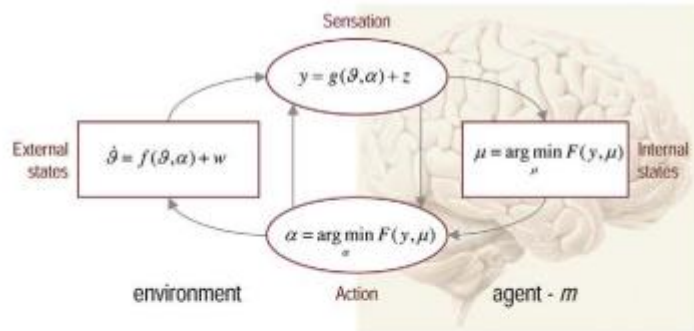 Sensation
y = g(ϑ,α) + z
External states
ϑ̇ = f(ϑ,α) + w
μ = arg min F(y,μ)
μ
Internal states
α = arg min F(y,μ)
α
environment
Action
agent - m